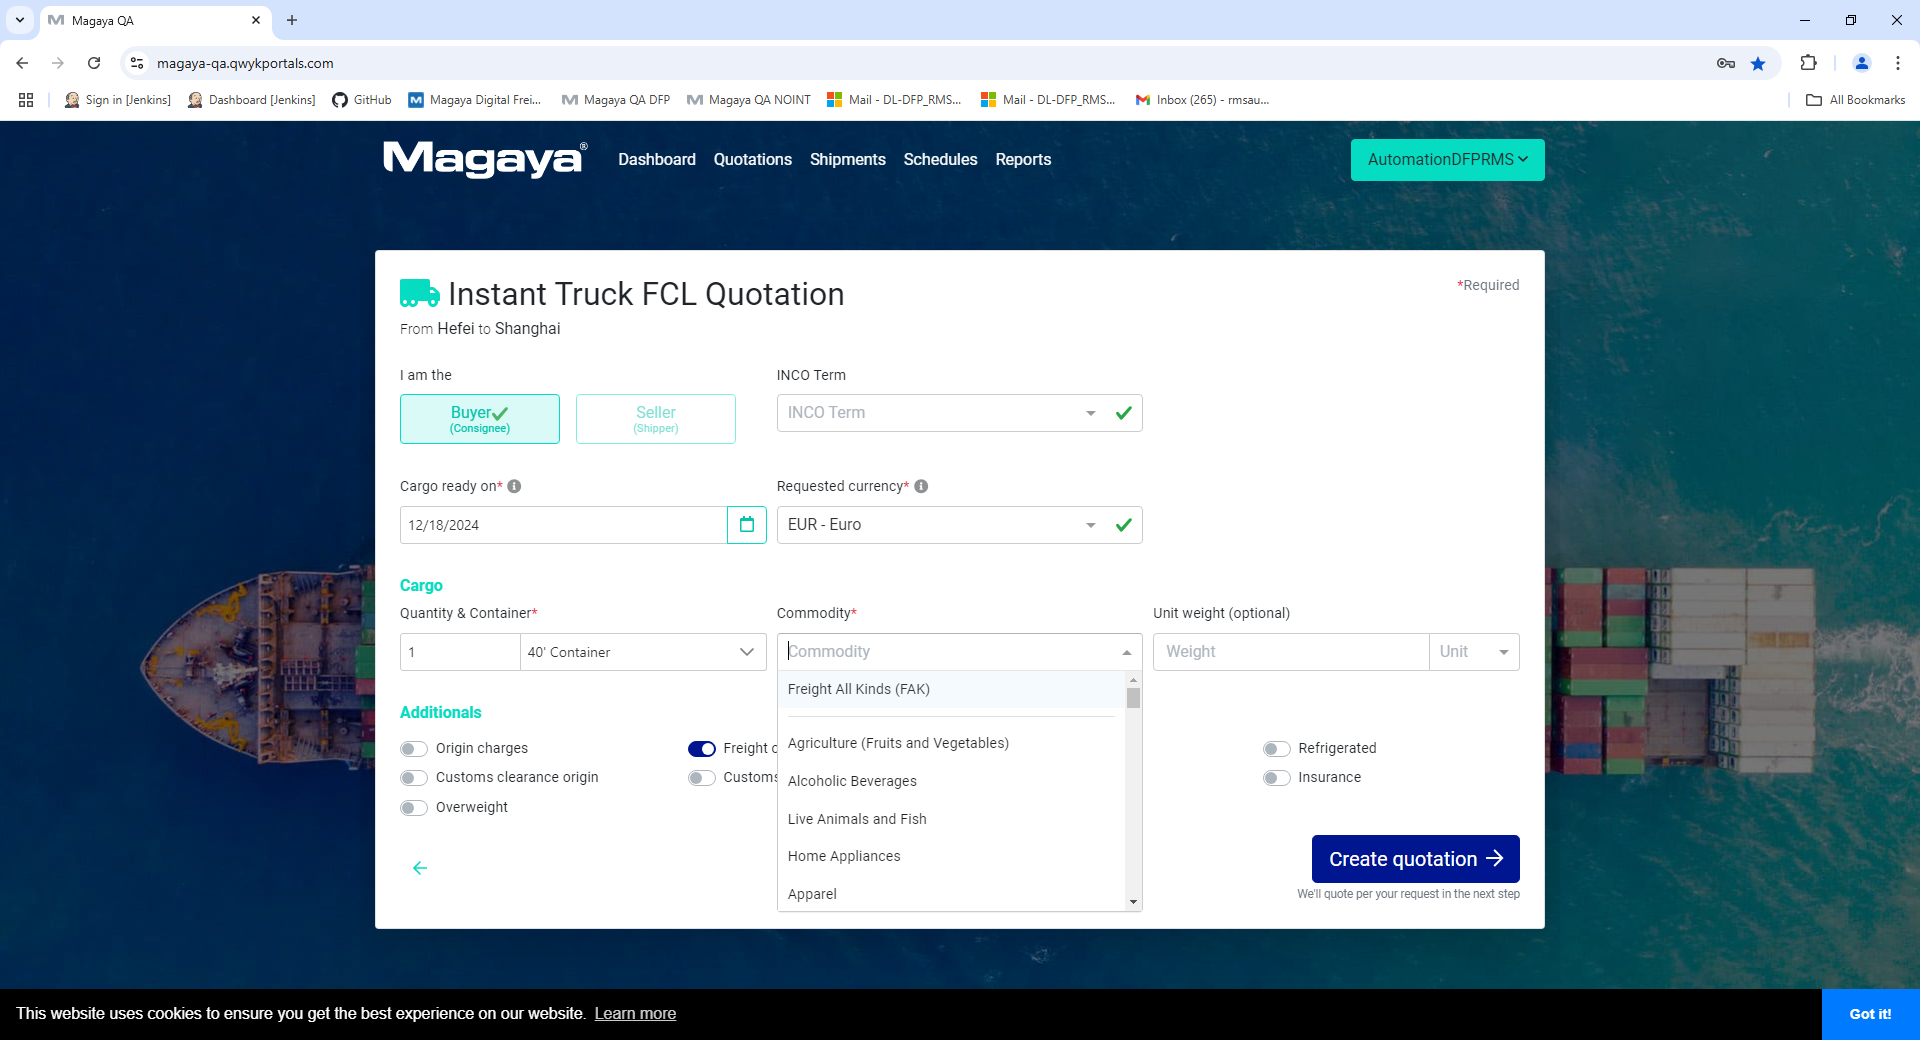 Magaya QA
magaya-qa.qwykportals.com
Sign in [Jenkins]
Dashboard [Jenkins]
GitHub
Magaya Digital Frei...
Magaya QA DFP
Magaya QA NOINT
Mail - DL-DFP_RMS...
Mail - DL-DFP_RMS...
Inbox (265) - rmsau...
All Bookmarks
Magaya®
Dashboard
Quotations
Shipments
Schedules
Reports
AutomationDFPRMS
Instant Truck FCL Quotation
*Required
From Hefei to Shanghai
I am the
INCO Term
Buyer
(Consignee)
Seller
(Shipper)
INCO Term
Cargo ready on*
Requested currency*
12/18/2024
EUR - Euro
Cargo
Quantity & Container*
Commodity*
Unit weight (optional)
1
40' Container
Commodity
Weight
Unit
Freight All Kinds (FAK)
Agriculture (Fruits and Vegetables)
Alcoholic Beverages
Live Animals and Fish
Home Appliances
Apparel
Additionals
Origin charges
Freight c
Refrigerated
Customs clearance origin
Customs
Insurance
Overweight
Create quotation
We'll quote per your request in the next step
This website uses cookies to ensure you get the best experience on our website. Learn more
Got it!